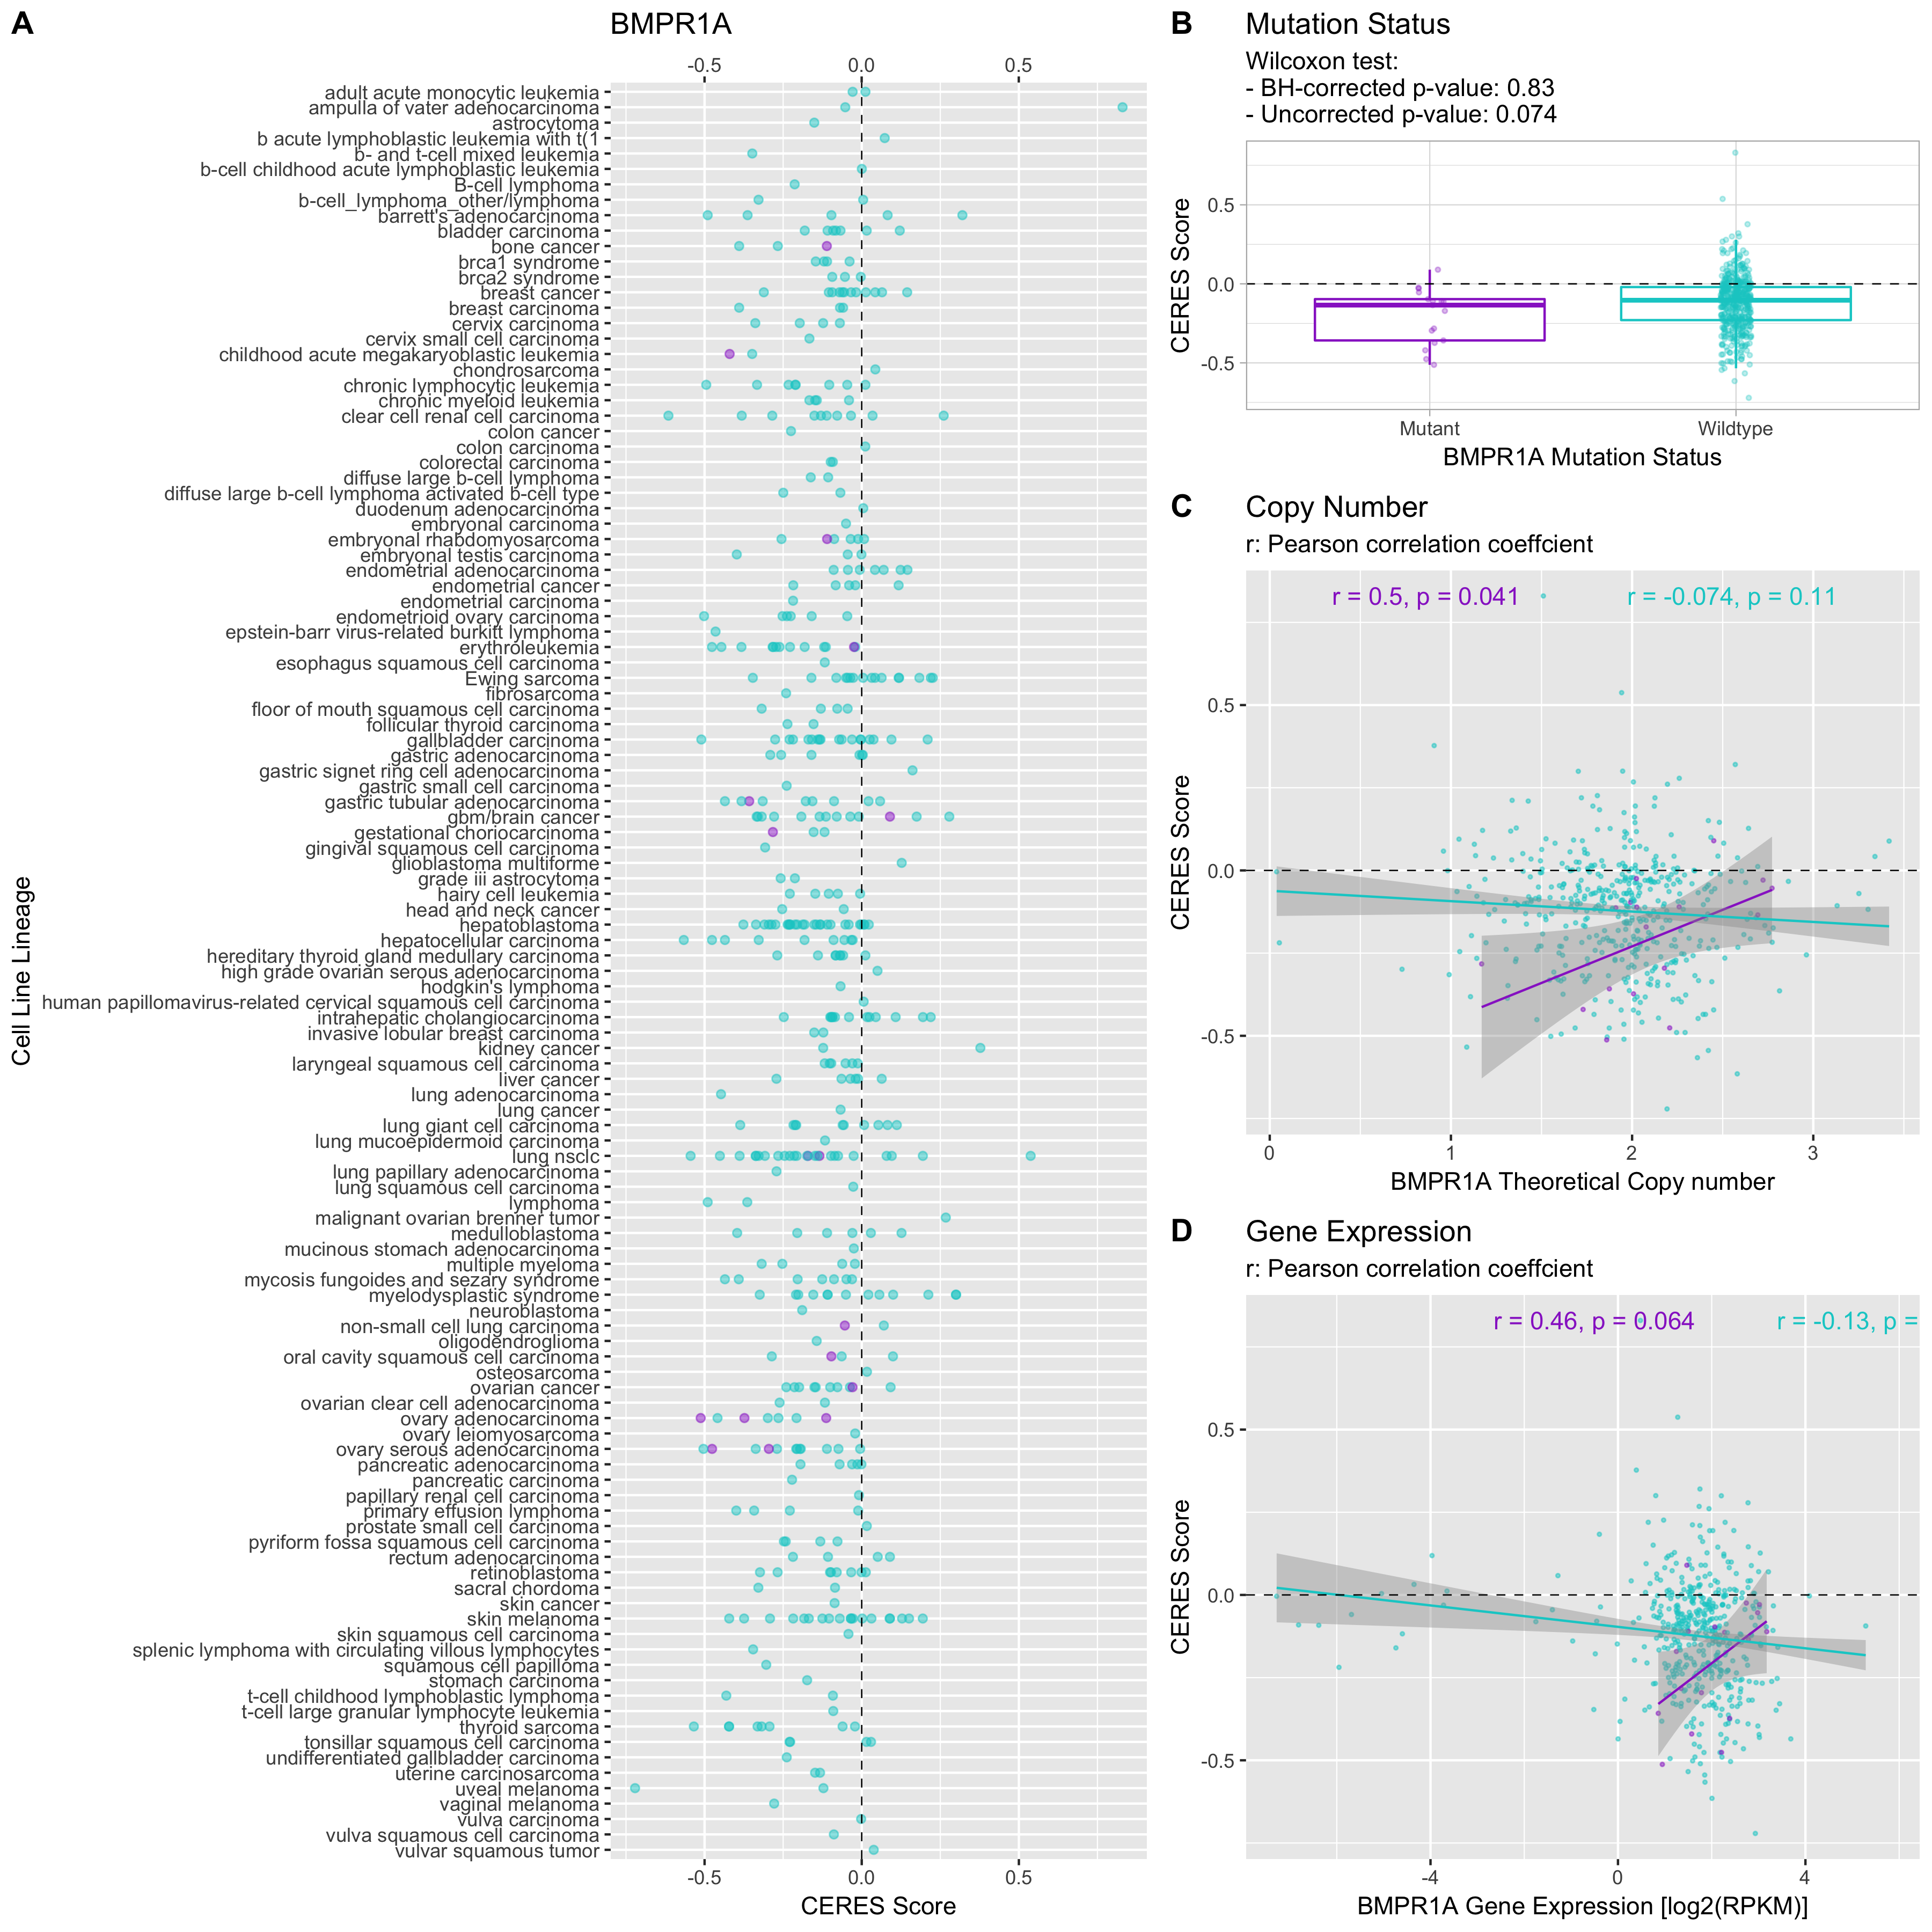 A
BMPR1A
-0.5
0.0
0.5
Cell Line Lineage
adult acute monocytic leukemia
ampulla of vater adenocarcinoma
astrocytoma
b acute lymphoblastic leukemia with t(1
b- and t-cell mixed leukemia
b-cell childhood acute lymphoblastic leukemia
B-cell lymphoma
b-cell_lymphoma_other/lymphoma
barrett's adenocarcinoma
bladder carcinoma
bone cancer
brca1 syndrome
brca2 syndrome
breast cancer
breast carcinoma
cervix carcinoma
cervix small cell carcinoma
childhood acute megakaryoblastic leukemia
chondrosarcoma
chronic lymphocytic leukemia
chronic myeloid leukemia
clear cell renal cell carcinoma
colon cancer
colon carcinoma
colorectal carcinoma
diffuse large b-cell lymphoma
diffuse large b-cell lymphoma activated b-cell type
duodenum adenocarcinoma
embryonal carcinoma
embryonal rhabdomyosarcoma
embryonal testis carcinoma
endometrial adenocarcinoma
endometrial cancer
endometrial carcinoma
endometrioid ovary carcinoma
epstein-barr virus-related burkitt lymphoma
erythroleukemia
esophagus squamous cell carcinoma
Ewing sarcoma
fibrosarcoma
floor of mouth squamous cell carcinoma
follicular thyroid carcinoma
gallbladder carcinoma
gastric adenocarcinoma
gastric signet ring cell adenocarcinoma
gastric small cell carcinoma
gastric tubular adenocarcinoma
gbm/brain cancer
gestational choriocarcinoma
gingival squamous cell carcinoma
glioblastoma multiforme
grade iii astrocytoma
hairy cell leukemia
head and neck cancer
hepatoblastoma
hepatocellular carcinoma
hereditary thyroid gland medullary carcinoma
high grade ovarian serous adenocarcinoma
hodgkin's lymphoma
human papillomavirus-related cervical squamous cell carcinoma
intrahepatic cholangiocarcinoma
invasive lobular breast carcinoma
kidney cancer
laryngeal squamous cell carcinoma
liver cancer
lung adenocarcinoma
lung cancer
lung giant cell carcinoma
lung mucoepidermoid carcinoma
lung nsclc
lung papillary adenocarcinoma
lung squamous cell carcinoma
lymphoma
malignant ovarian brenner tumor
medulloblastoma
mucinous stomach adenocarcinoma
multiple myeloma
mycosis fungoides and sezary syndrome
myelodysplastic syndrome
neuroblastoma
non-small cell lung carcinoma
oligodendroglioma
oral cavity squamous cell carcinoma
osteosarcoma
ovarian cancer
ovarian clear cell adenocarcinoma
ovary adenocarcinoma
ovary leiomyosarcoma
ovary serous adenocarcinoma
pancreatic adenocarcinoma
pancreatic carcinoma
papillary renal cell carcinoma
primary effusion lymphoma
prostate small cell carcinoma
pyriform fossa squamous cell carcinoma
rectum adenocarcinoma
retinoblastoma
sacral chordoma
skin cancer
skin melanoma
skin squamous cell carcinoma
splenic lymphoma with circulating villous lymphocytes
squamous cell papilloma
stomach carcinoma
t-cell childhood lymphoblastic lymphoma
t-cell large granular lymphocyte leukemia
thyroid sarcoma
tonsillar squamous cell carcinoma
undifferentiated gallbladder carcinoma
uterine carcinosarcoma
uveal melanoma
vaginal melanoma
vulva carcinoma
vulva squamous cell carcinoma
vulvar squamous tumor
-0.5
0.0
0.5
CERES Score
B
Mutation Status
Wilcoxon test:
- BH-corrected p-value: 0.83
- Uncorrected p-value: 0.074
CERES Score
0.5
0.0
-0.5
Mutant
Wildtype
BMPR1A Mutation Status
C
Copy Number
r: Pearson correlation coeffcient
r = 0.5, p = 0.041
r = -0.074, p = 0.11
CERES Score
0.5
0.0
-0.5
0
1
2
3
BMPR1A Theoretical Copy number
D
Gene Expression
r: Pearson correlation coeffcient
r = 0.46, p = 0.064
r = -0.13, p =
CERES Score
0.5
0.0
-0.5
-4
0
4
BMPR1A Gene Expression [log2(RPKM)]